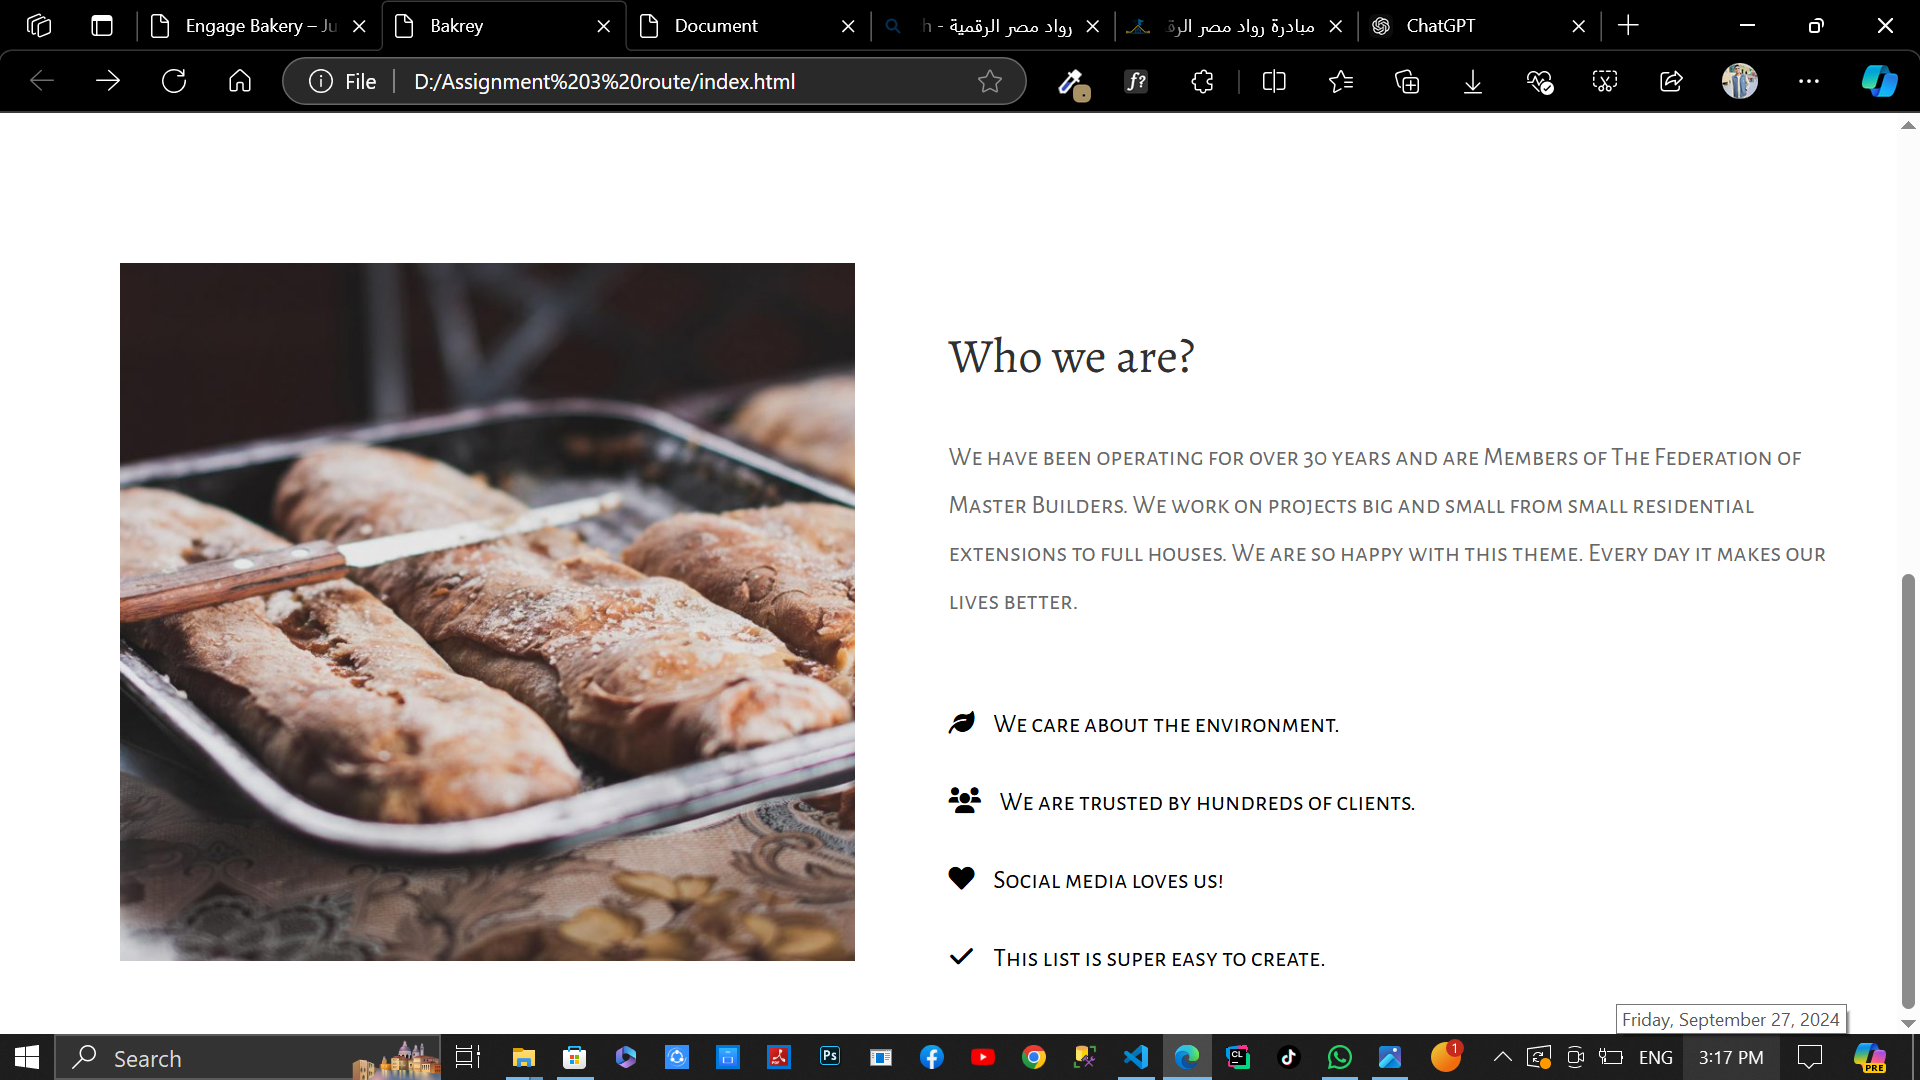 Engage Bakery – Ju
Bakrey
Document
رواد مصر الرقمية - h
مبادرة رواد مصر الرق
ChatGPT
File
D:/Assignment%203%20route/index.html
f?
Who we are?
We have been operating for over 30 years and are Members of The Federation of
Master Builders. We work on projects big and small from small residential
extensions to full houses. We are so happy with this theme. Every day it makes our
lives better.
We care about the environment.
We are trusted by hundreds of clients.
Social media loves us!
This list is super easy to create.
Friday, September 27, 2024
Search
Ps
CL
1
ENG
3:17 PM
PRE